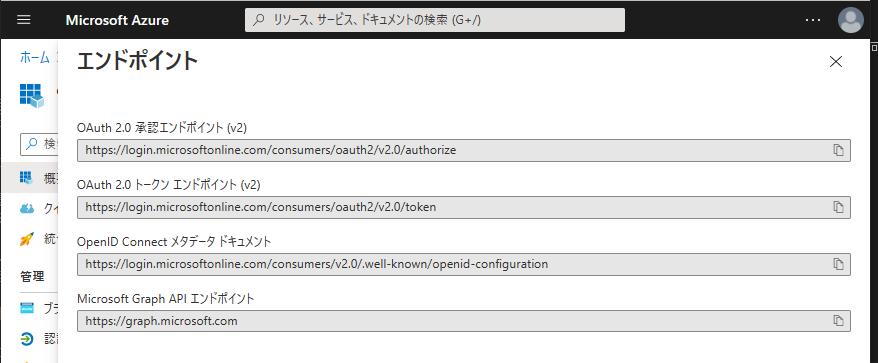 Microsoft Azure
リソース、サービス、ドキュメントの検索 (G+/)
ホーム
エンドポイント
検
概
クイ
統
管理
ブラ
認
OAuth 2.0 承認エンドポイント (v2)
https://login.microsoftonline.com/consumers/oauth2/v2.0/authorize
OAuth 2.0 トークン エンドポイント (v2)
https://login.microsoftonline.com/consumers/oauth2/v2.0/token
OpenID Connect メタデータ ドキュメント
https://login.microsoftonline.com/consumers/v2.0/.well-known/openid-configuration
Microsoft Graph API エンドポイント
https://graph.microsoft.com